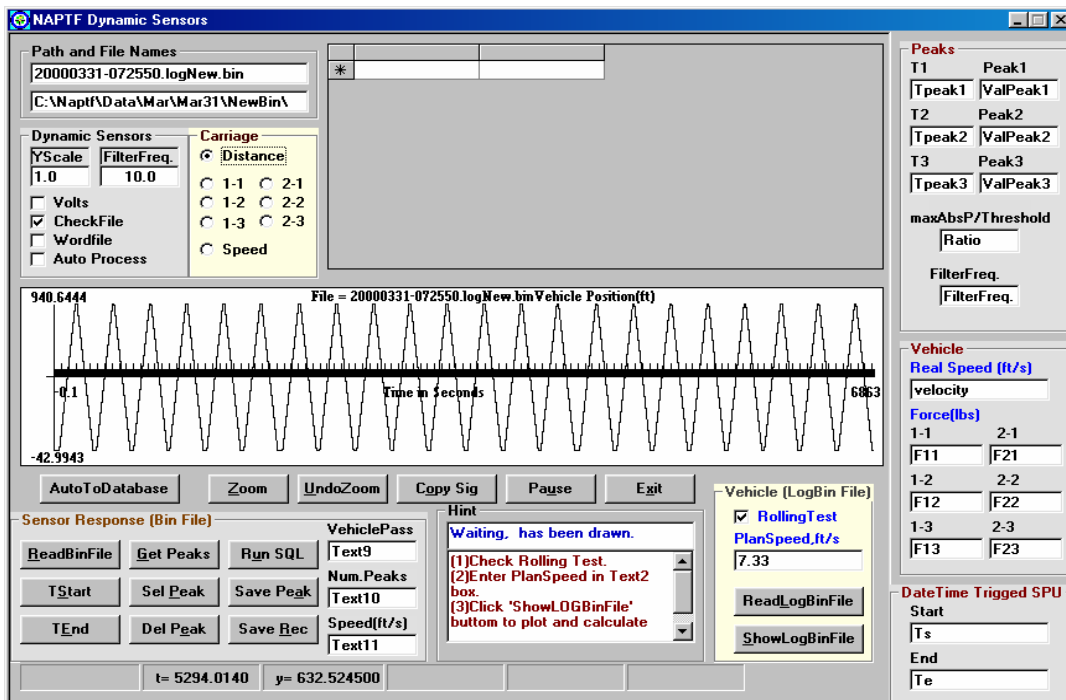 NAPTF Dynamic Sensors
Path and File Names
20000331-072550.logNew.bin
C:\Naptf\Data\Mar\Mar31\NewBin\
Dynamic Sensors
YScale FilterFreq.
1.0 10.0
Volts
CheckFile
Wordfile
Auto Process
Carriage
Distance
1-1 2-1
1-2 2-2
1-3 2-3
Speed
*
Peaks
T1 Peak1
Tpeak1 ValPeak1
T2 Peak2
Tpeak2 ValPeak2
T3 Peak3
Tpeak3 ValPeak3
maxAbsP/Threshold
Ratio
FilterFreq.
FilterFreq.
940.6444 File = 20000331-072550.logNew.binVehicle Position(ft)
-0.1 Time in Seconds 6863
-42.9943
Vehicle
Real Speed (ft/s)
velocity
Force(lbs)
1-1 2-1
F11 F21
1-2 2-2
F12 F22
1-3 2-3
F13 F23
AutoToDatabase Zoom UndoZoom Copy Sig Pause Exit
Sensor Response (Bin File)
ReadBinFile Get Peaks Run SQL
TStart Sel Peak Save Peak
TEnd Del Peak Save Rec
VehiclePass
Text9
Num.Peaks
Text10
Speed(ft/s)
Text11
Hint
Waiting, has been drawn.
(1)Check Rolling Test.
(2)Enter PlanSpeed in Text2
box.
(3)Click 'ShowLOGBinFile'
buttom to plot and calculate
Vehicle (LogBin File)
RollingTest
PlanSpeed,ft/s
7.33
ReadLogBinFile
ShowLogBinFile
DateTime Trigged SPU
Start
Ts
End
Te
t= 5294.0140 y= 632.524500